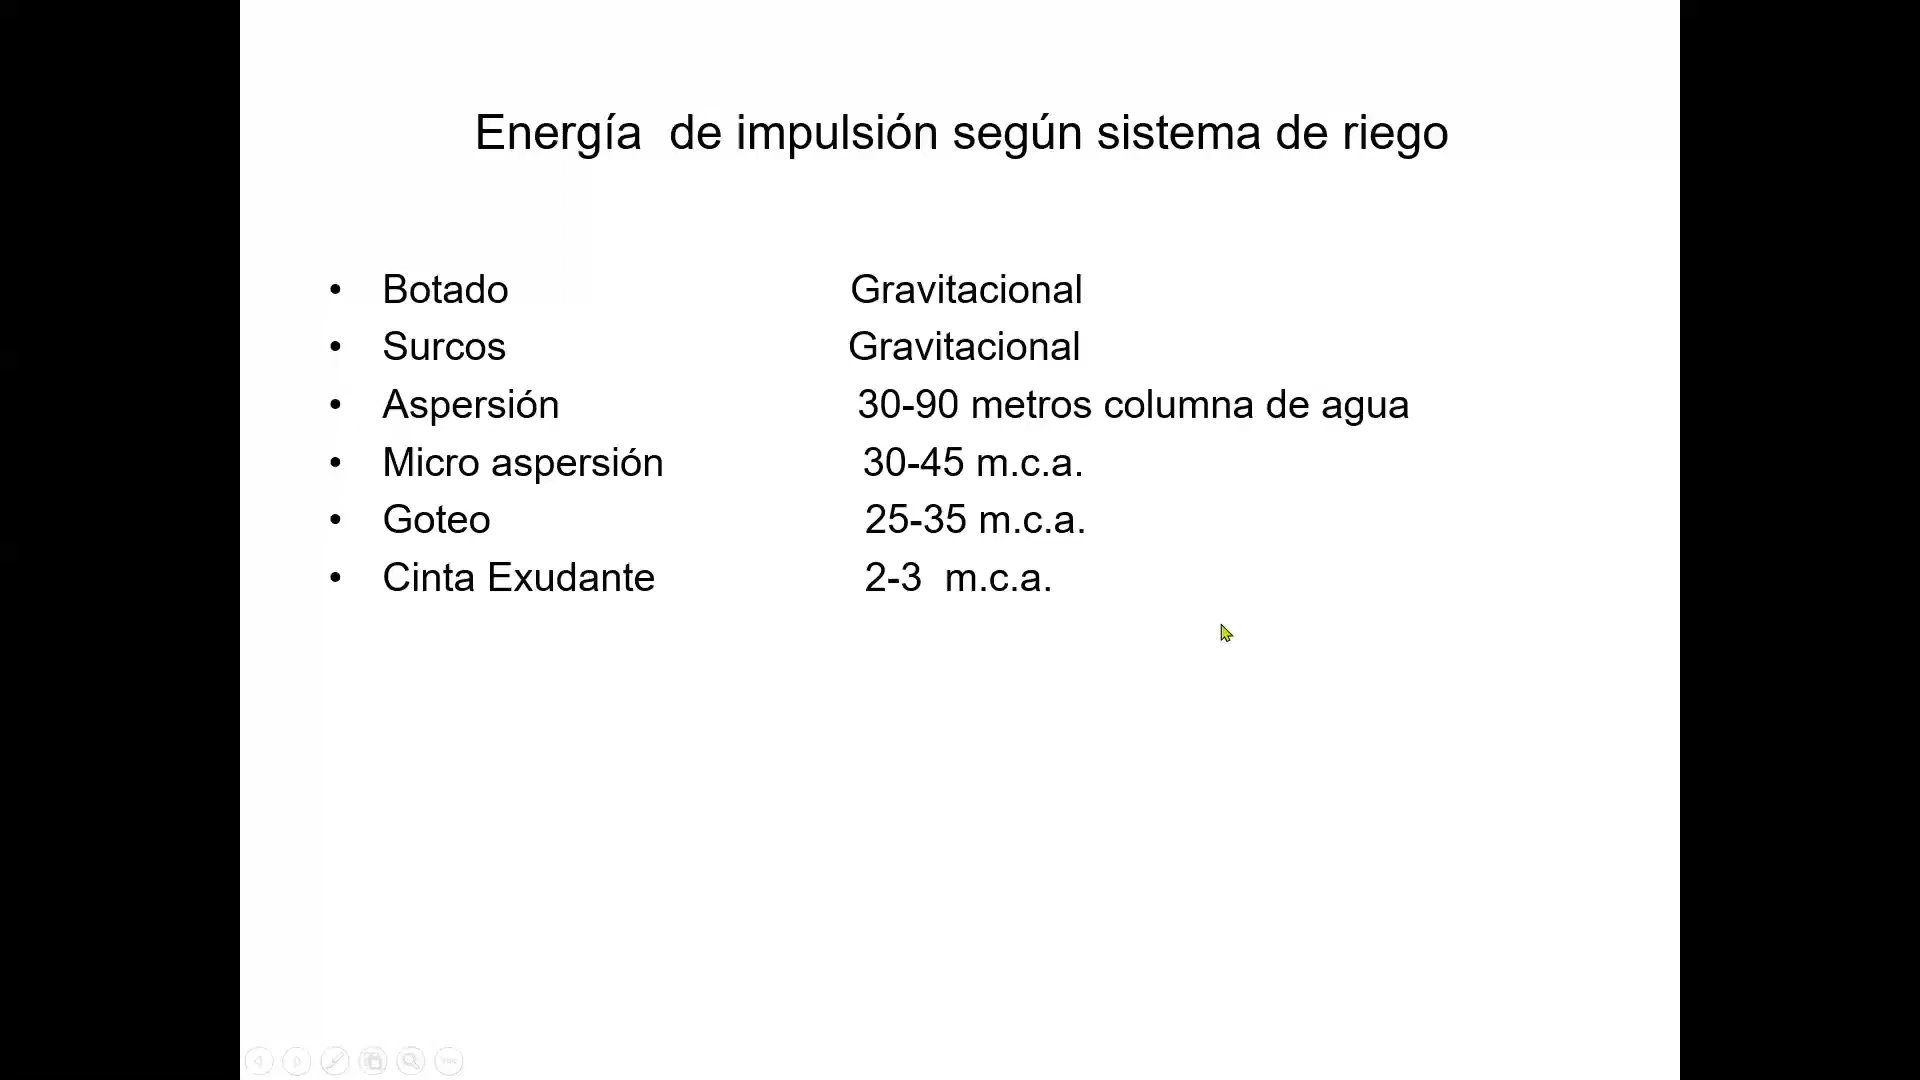 Energía de impulsión según sistema de riego
• Botado Gravitacional
• Surcos Gravitacional
• Aspersión 30-90 metros columna de agua
• Micro aspersión 30-45 m.c.a.
• Goteo 25-35 m.c.a.
• Cinta Exudante 2-3 m.c.a.